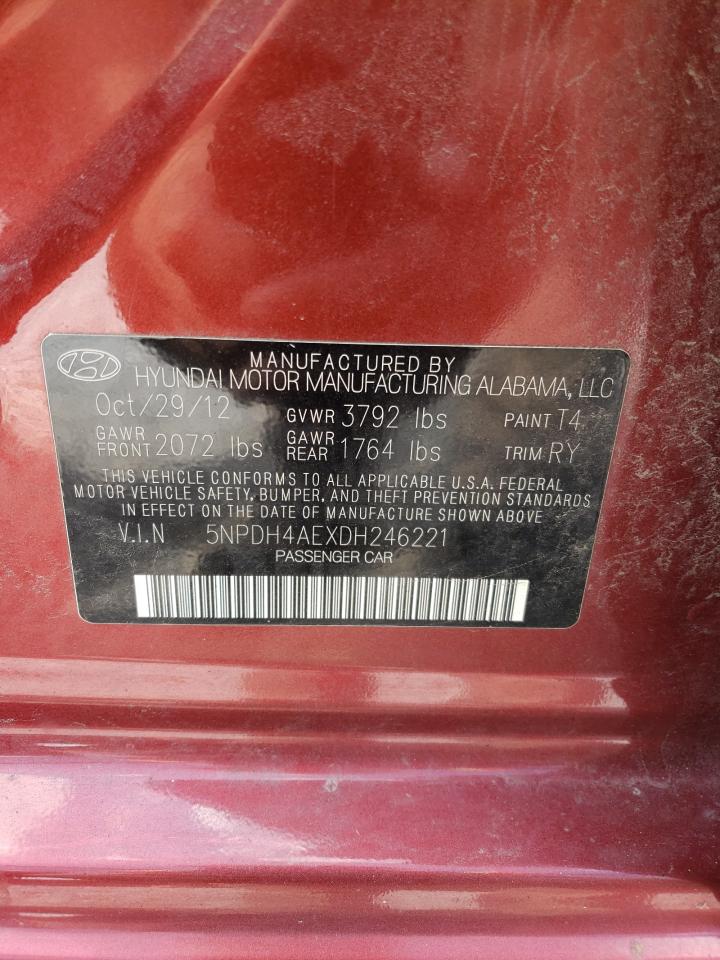 MANUFACTURED BY
HYUNDAI MOTOR MANUFACTURING ALABAMA, LLC
Oct/29/12 GVWR 3792 lbs PAINT T4
GAWR FRONT 2072 lbs GAWR REAR 1764 lbs TRIM: RY
THIS VEHICLE CONFORMS TO ALL APPLICABLE U.S.A. FEDERAL
MOTOR VEHICLE SAFETY, BUMPER, AND THEFT PREVENTION STANDARDS
IN EFFECT ON THE DATE OF MANUFACTURE SHOWN ABOVE
V.I.N 5NPDH4AEXDH246221
PASSENGER CAR